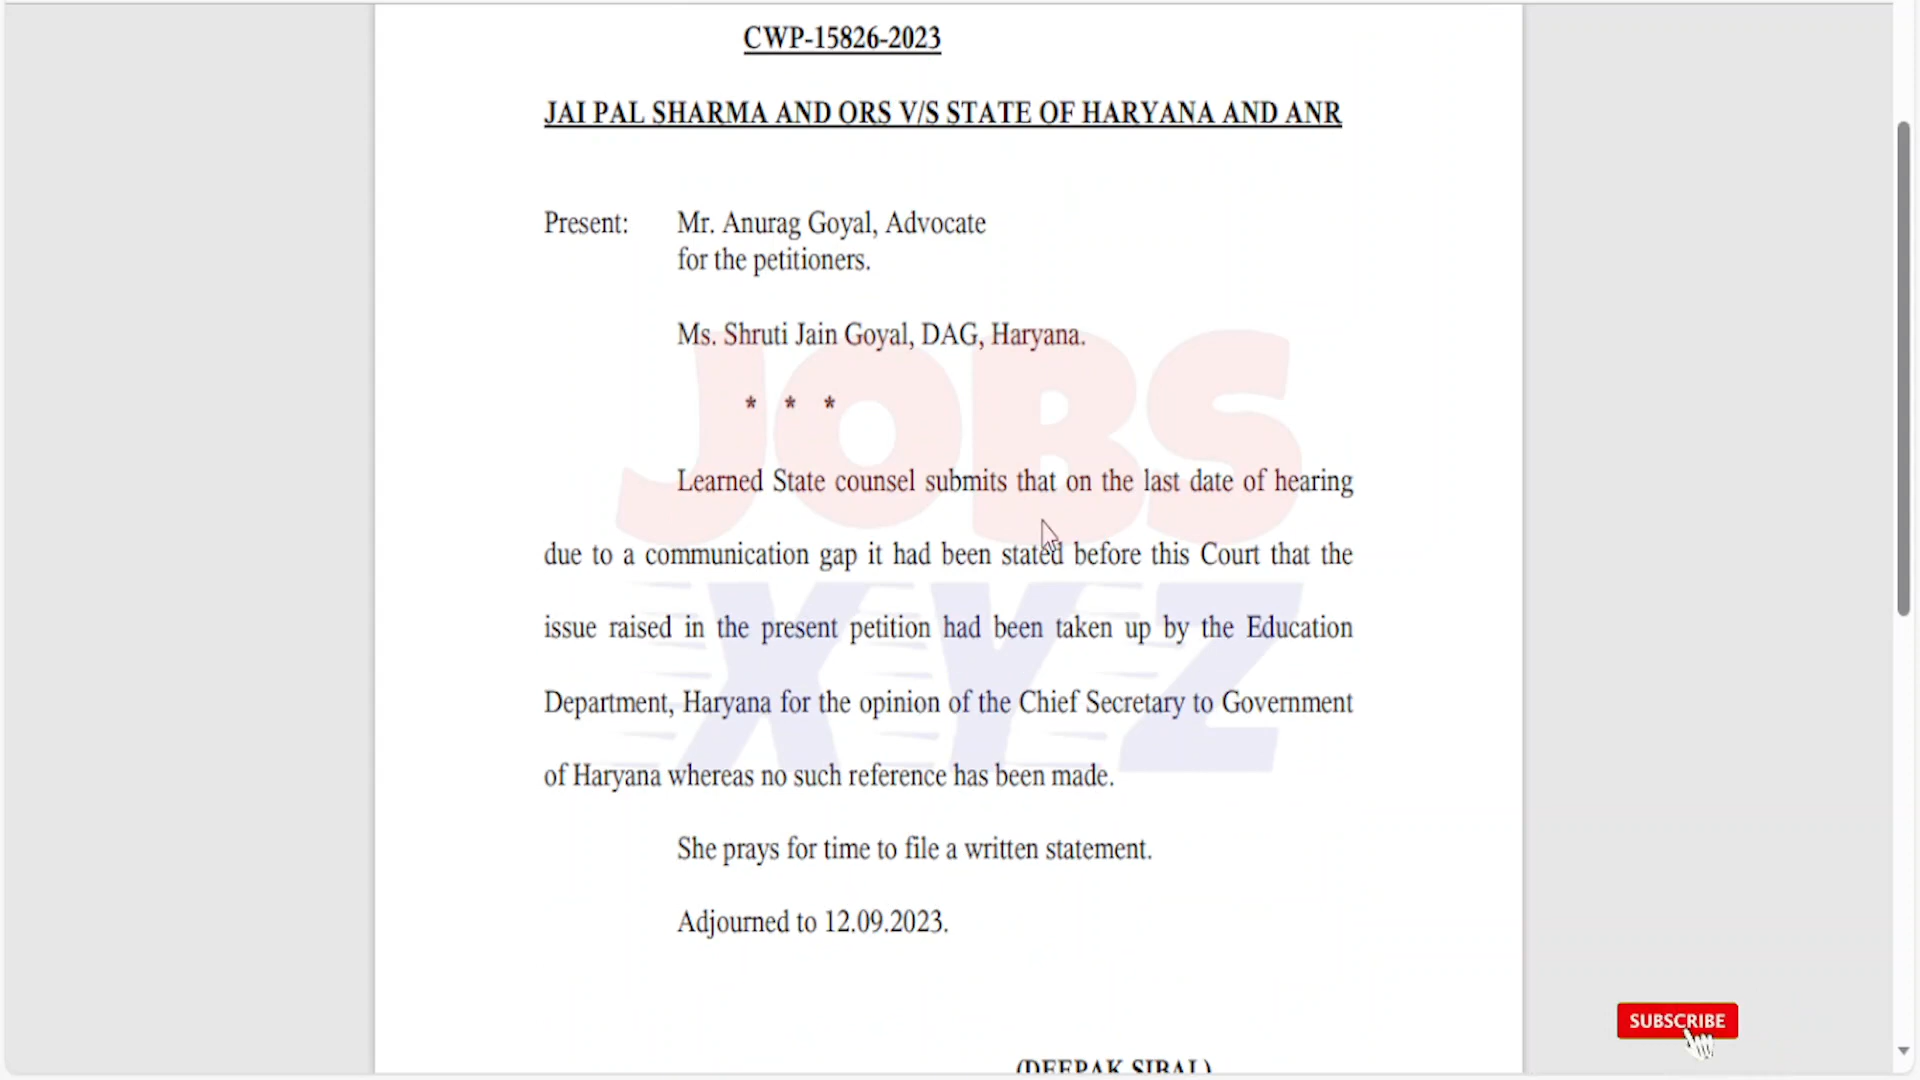 CWP-15826-2023
JAI PAL SHARMA AND ORS V/S STATE OF HARYANA AND ANR
Present: Mr. Anurag Goyal, Advocate
for the petitioners.
Ms. Shruti Jain Goyal, DAG, Haryana.
* * *
Learned State counsel submits that on the last date of hearing
due to a communication gap it had been stated before this Court that the
issue raised in the present petition had been taken up by the Education
Department, Haryana for the opinion of the Chief Secretary to Government
of Haryana whereas no such reference has been made.
She prays for time to file a written statement.
Adjourned to 12.09.2023.
(DEEPAK SIBAL)
JOBS
XYZ
SUBSCRIBE